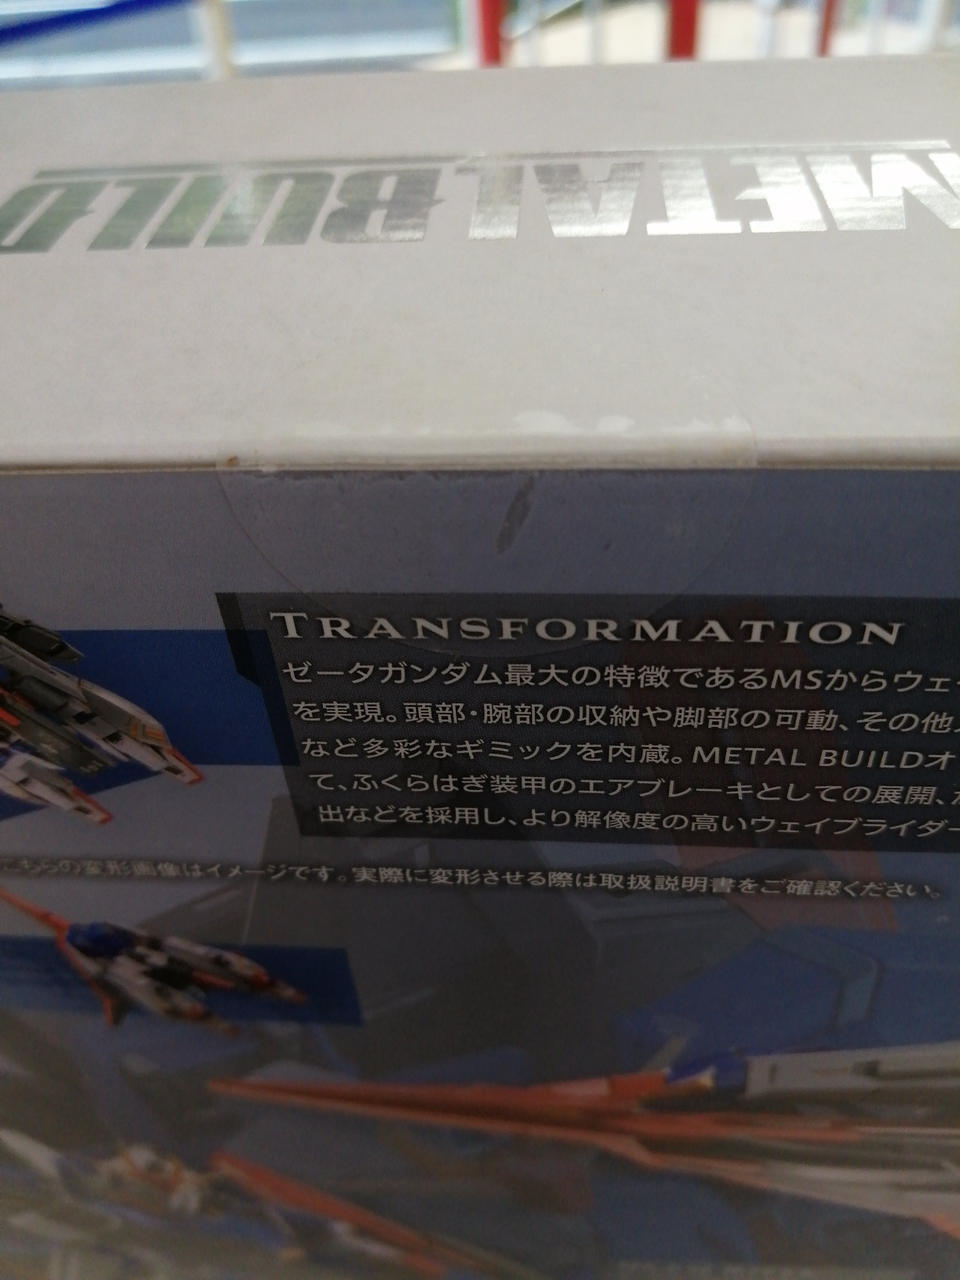 METAL BUILD
TRANSFORMATION
ゼータガンダム最大の特徴であるMSからウェ
を実現。頭部・腕部の収納や脚部の可動、その他
など多彩なギミックを内蔵。METAL BUILDオ
て、ふくらはぎ装甲のエアブレーキとしての展開、
出などを採用し、より解像度の高いウェイブライダー
こちらの変形画像はイメージです。実際に変形させる際は取扱説明書をご確認ください。